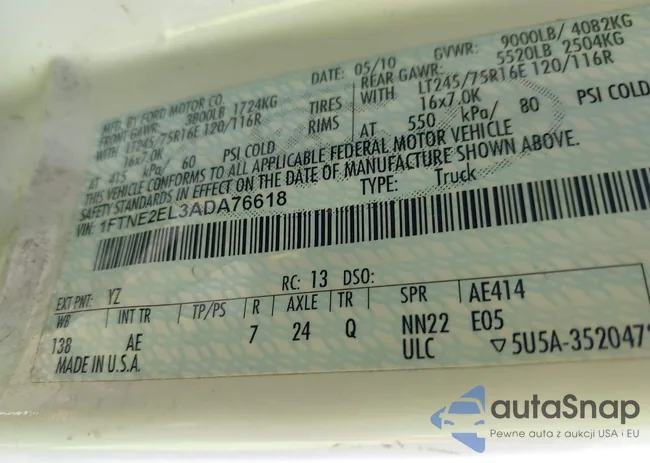 MFD. BY FORD MOTOR CO.
DATE: 05/10 GVWR: 9000LB/ 4082KG
FRONT GAWR: 3800LB 1724KG
REAR GAWR: 5520LB 2504KG
WITH LT245/75R16E 120/116R TIRES WITH LT245/75R16E 120/116R
16x7.0K RIMS 16x7.0K
AT 415 kPa/ 60 PSI COLD AT 550 kPa/ 80 PSI COLD
THIS VEHICLE CONFORMS TO ALL APPLICABLE FEDERAL MOTOR VEHICLE
SAFETY STANDARDS IN EFFECT ON THE DATE OF MANUFACTURE SHOWN ABOVE.
VIN: 1FTNE2EL3ADA76618 TYPE: Truck
EXT PNT: YZ RC: 13 DSO:
WB INT TR TP/PS R AXLE TR SPR AE414
138 AE 7 24 Q NN22 E05
MADE IN U.S.A. ULC ▽5U5A-352047
autaSnap
Pewne auta z aukcji USA i EU